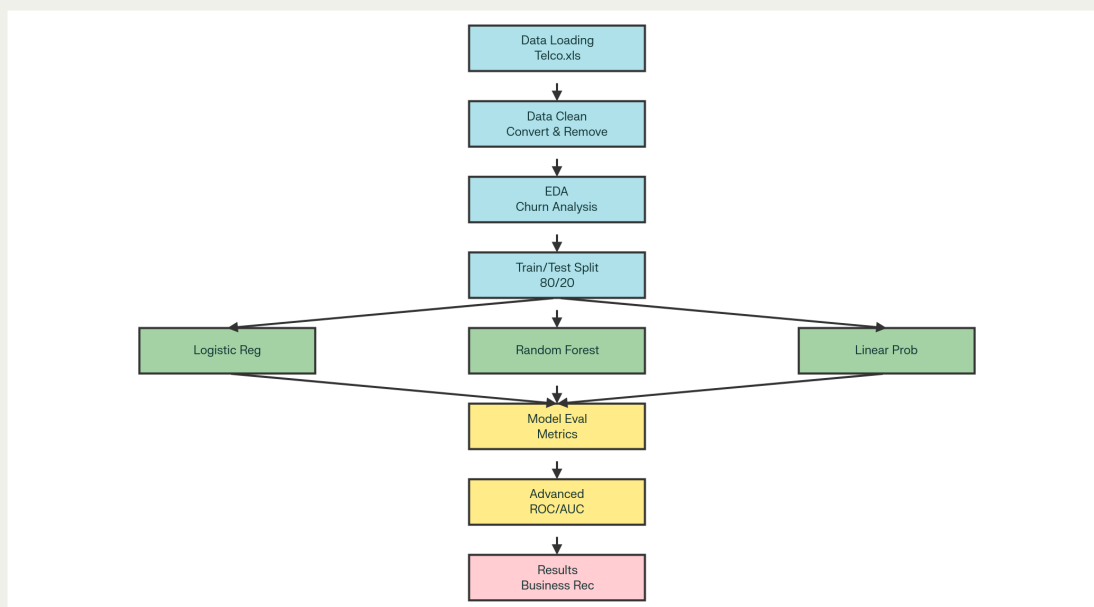 Data Loading
Telco.xls
Data Clean
Convert & Remove
EDA
Churn Analysis
Train/Test Split
80/20
Logistic Reg
Random Forest
Linear Prob
Model Eval
Metrics
Advanced
ROC/AUC
Results
Business Rec